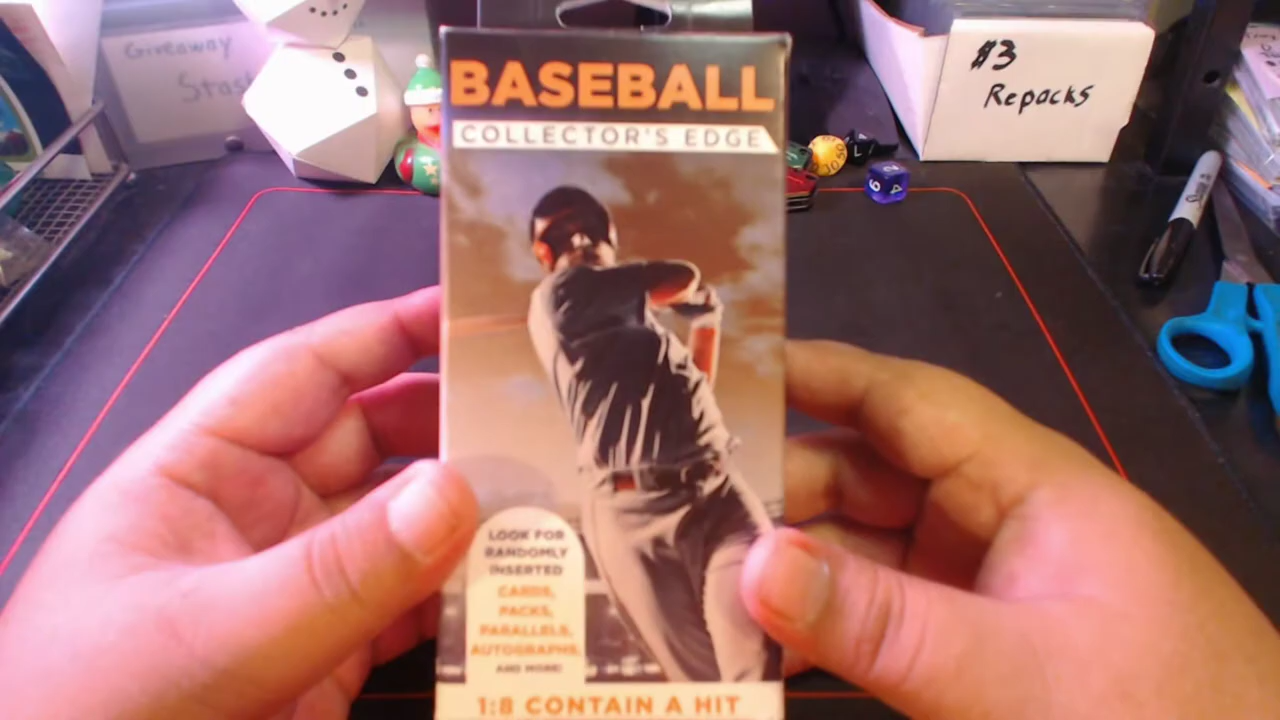 Giveaway
Stash
#3
Repacks
BASEBALL
COLLECTOR'S EDGE
LOOK FOR
RANDOMLY
INSERTED
CARDS,
PACKS,
PARALLELS,
AUTOGRAPHS,
AND MORE!
1:8 CONTAIN A HIT